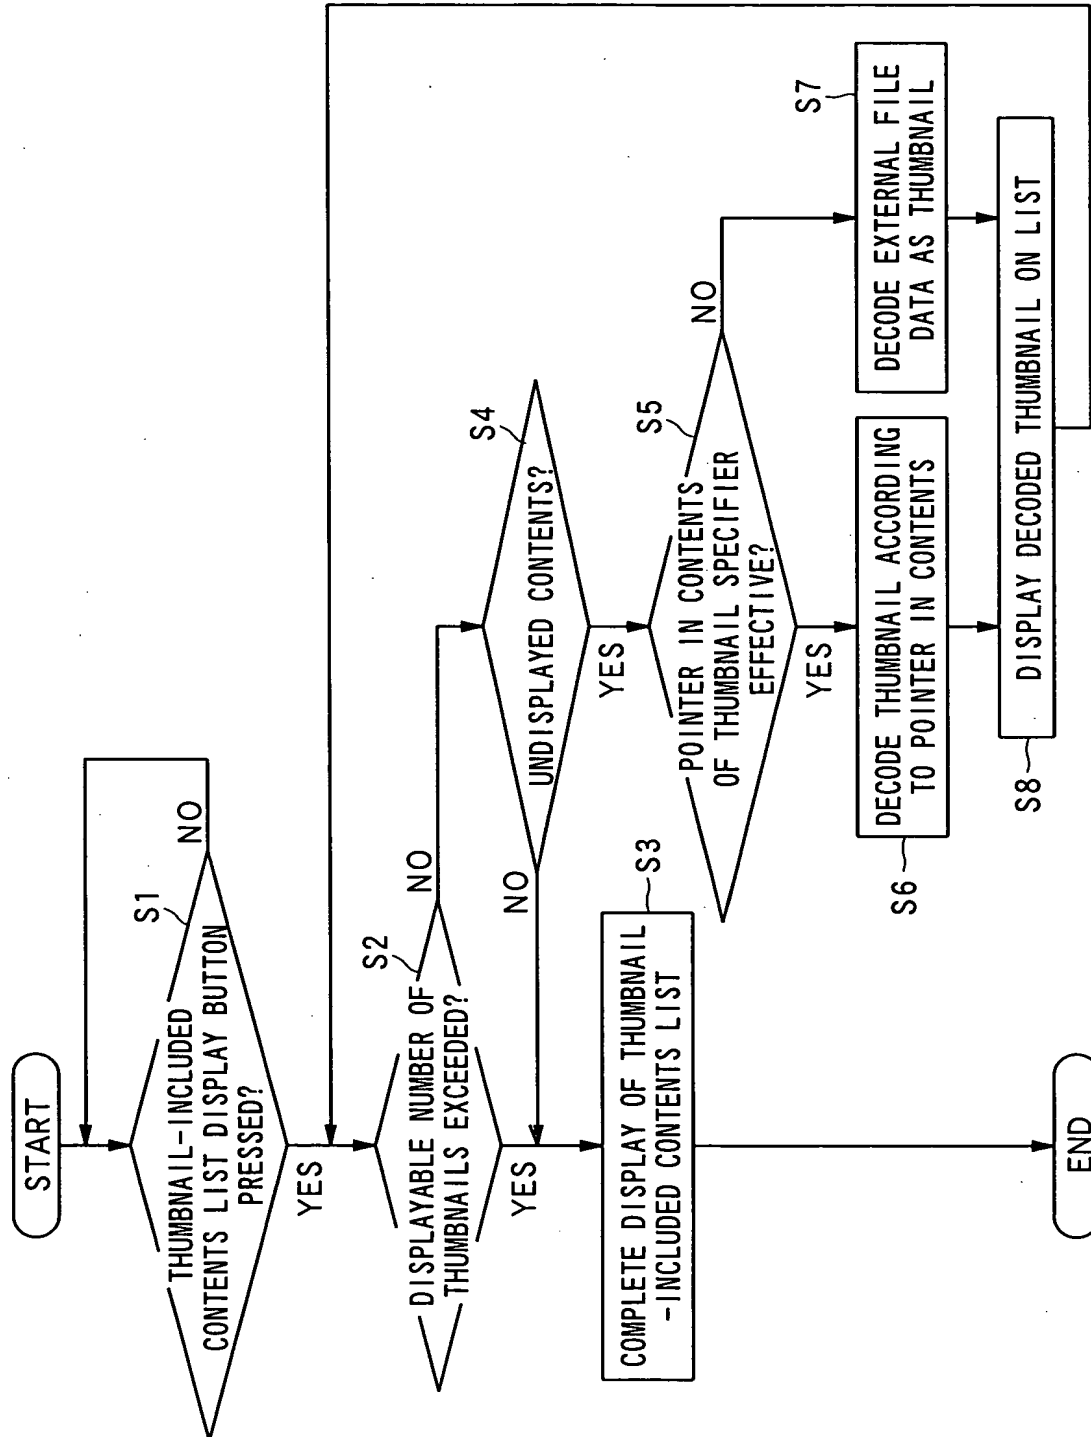 START
THUMBNAIL-INCLUDED
CONTENTS LIST DISPLAY BUTTON
PRESSED?
S1
NO
YES
DISPLAYABLE NUMBER OF
THUMBNAILS EXCEEDED?
S2
NO
YES
UNDISPLAYED CONTENTS?
S4
NO
YES
COMPLETE DISPLAY OF THUMBNAIL
-INCLUDED CONTENTS LIST
S3
POINTER IN CONTENTS
OF THUMBNAIL SPECIFIER
EFFECTIVE?
S5
NO
YES
DECODE THUMBNAIL ACCORDING
TO POINTER IN CONTENTS
S6
DECODE EXTERNAL FILE
DATA AS THUMBNAIL
S7
DISPLAY DECODED THUMBNAIL ON LIST
S8
END